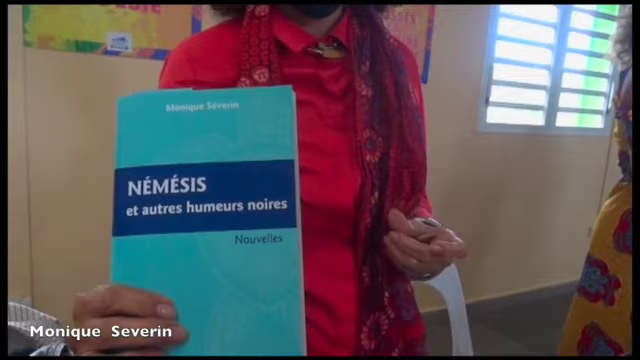 Monique Séverin
NÉMÉSIS
et autres humeurs noires
Nouvelles
Monique Severin